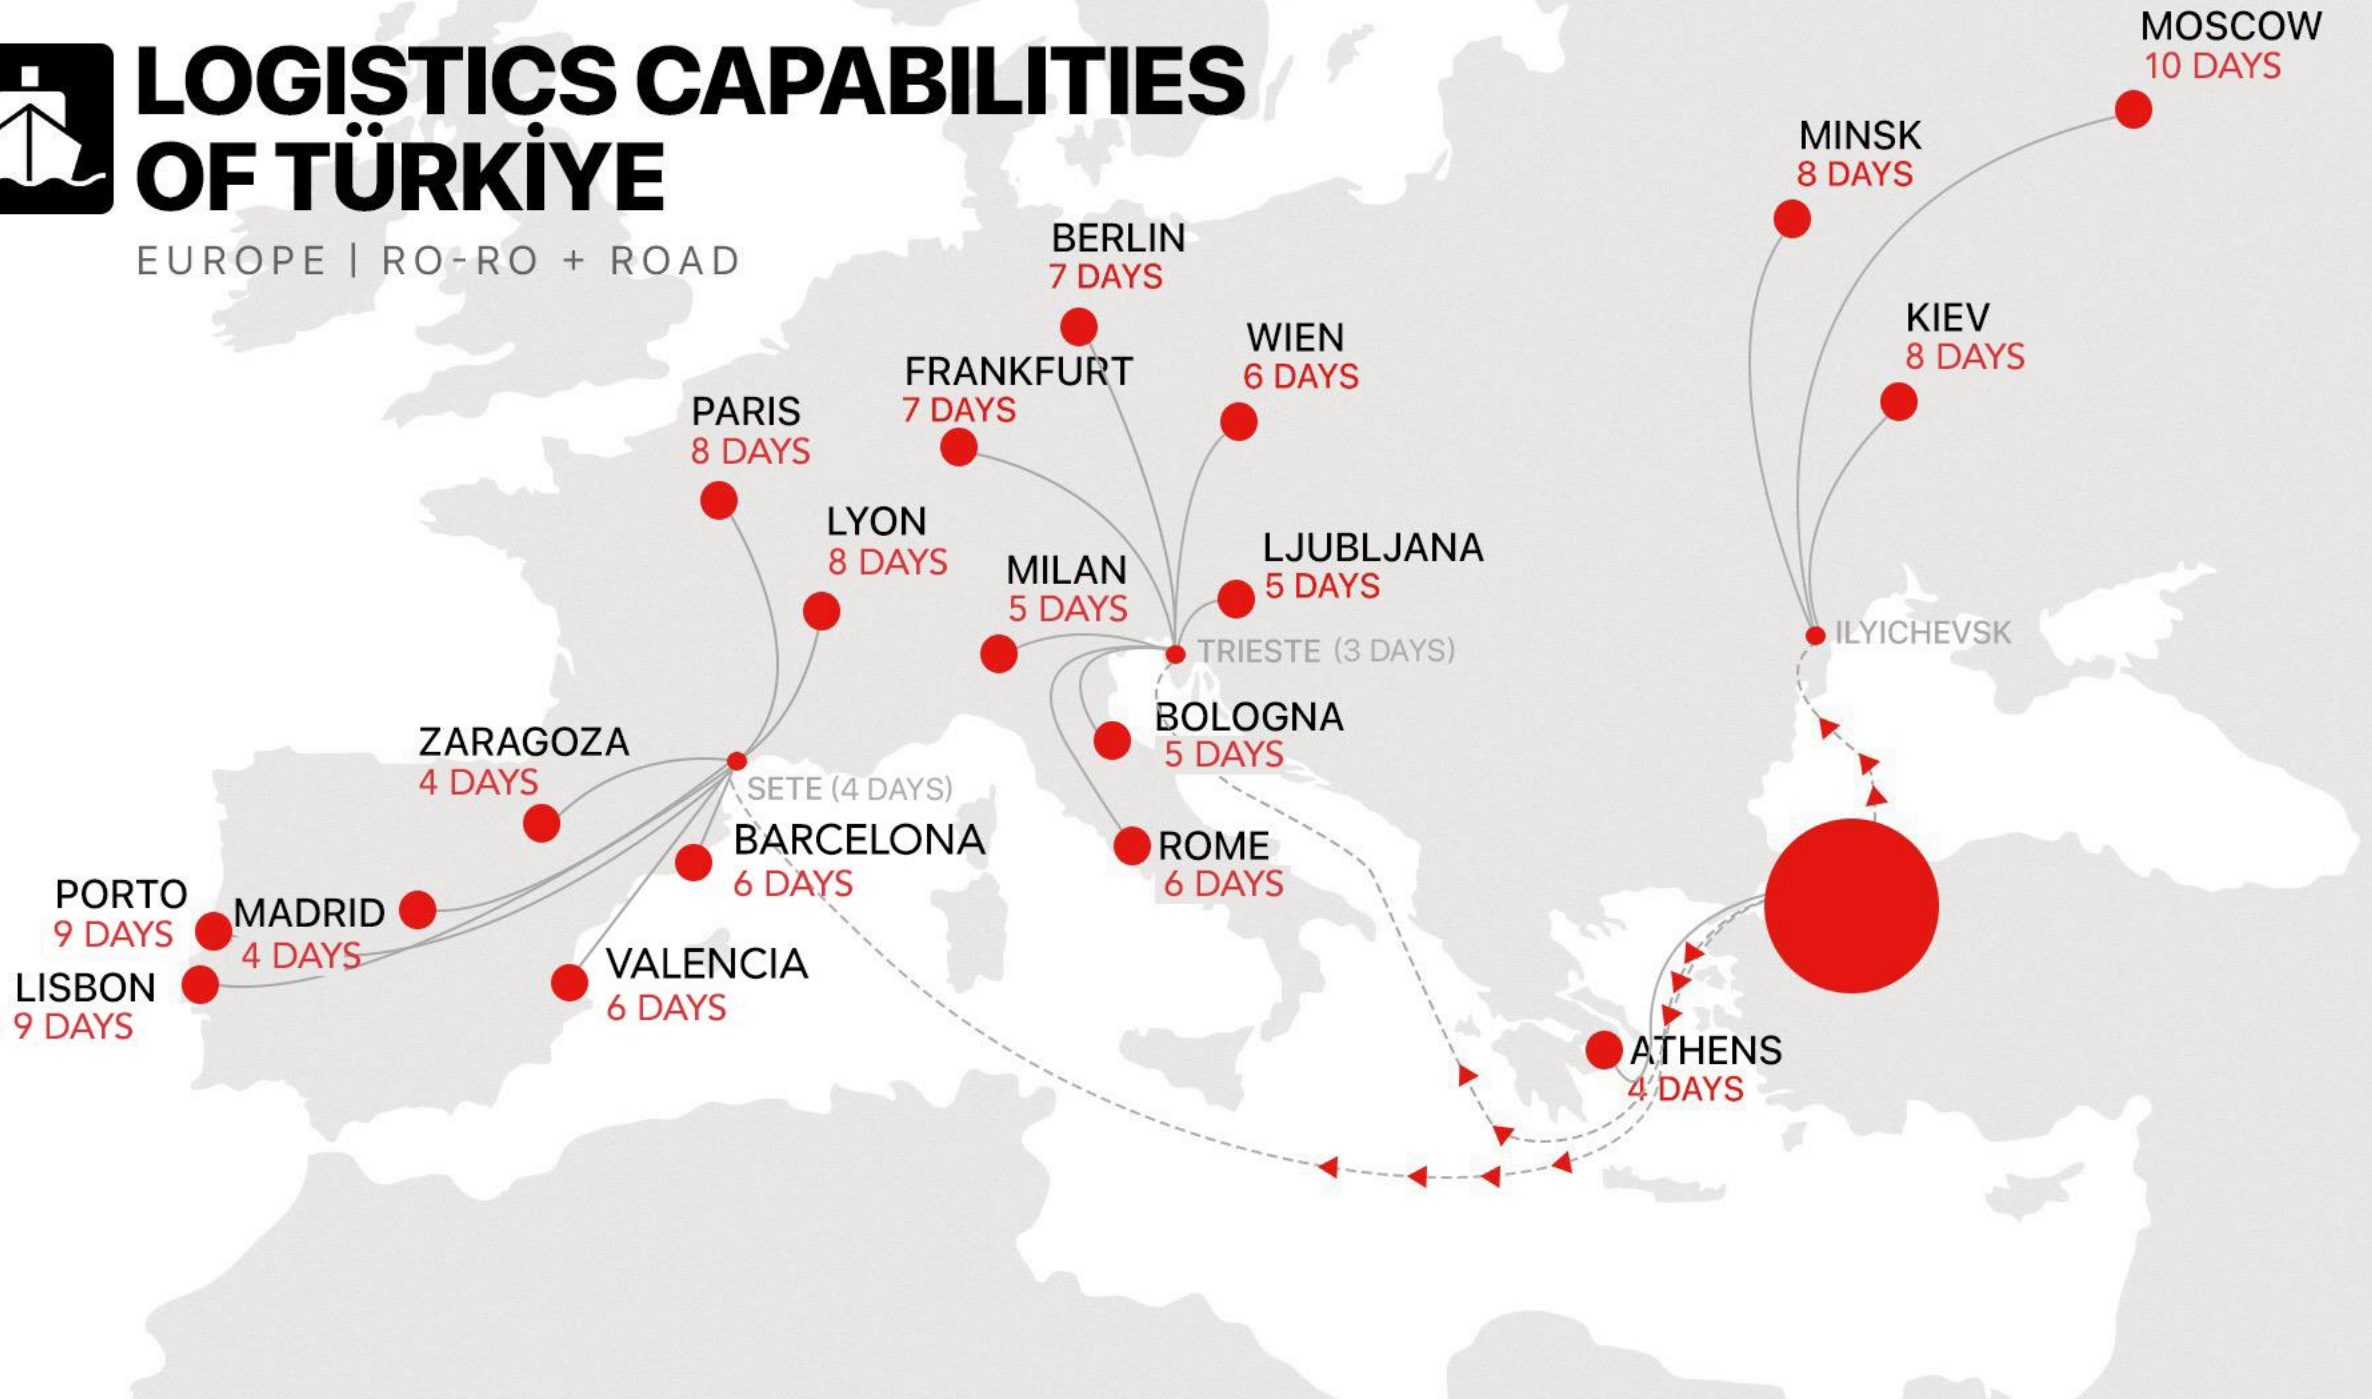 LOGISTICS CAPABILITIES
OF TÜRKİYE
EUROPE | RO-RO + ROAD
MOSCOW
10 DAYS
MINSK
8 DAYS
KIEV
8 DAYS
ILYICHEVSK
BERLIN
7 DAYS
WIEN
6 DAYS
FRANKFURT
7 DAYS
PARIS
8 DAYS
LYON
8 DAYS
MILAN
5 DAYS
LJUBLJANA
5 DAYS
TRIESTE (3 DAYS)
BOLOGNA
5 DAYS
ROME
6 DAYS
ZARAGOZA
4 DAYS
SETE (4 DAYS)
BARCELONA
6 DAYS
PORTO
9 DAYS
MADRID
4 DAYS
LISBON
9 DAYS
VALENCIA
6 DAYS
ATHENS
4 DAYS